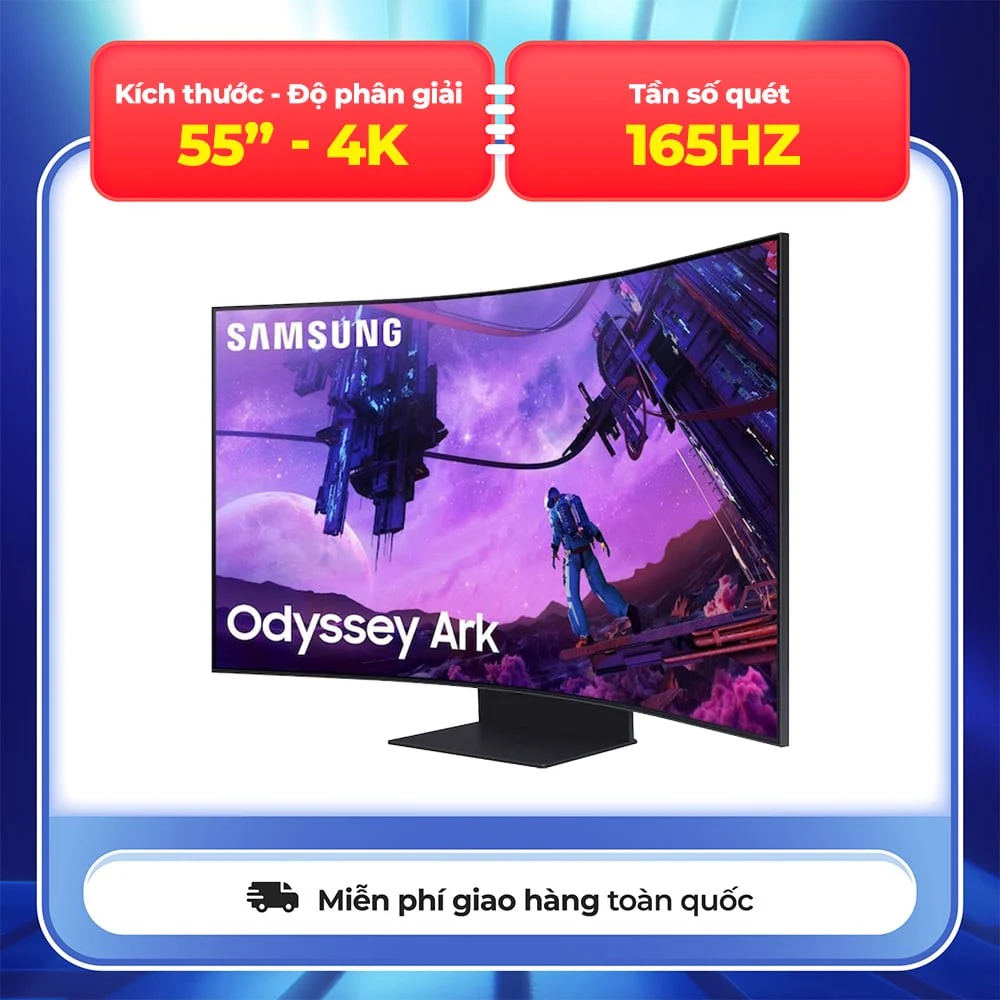 Kích thước - Độ phân giải
55” - 4K
Tần số quét
165HZ
SAMSUNG
Odyssey Ark
Miễn phí giao hàng toàn quốc